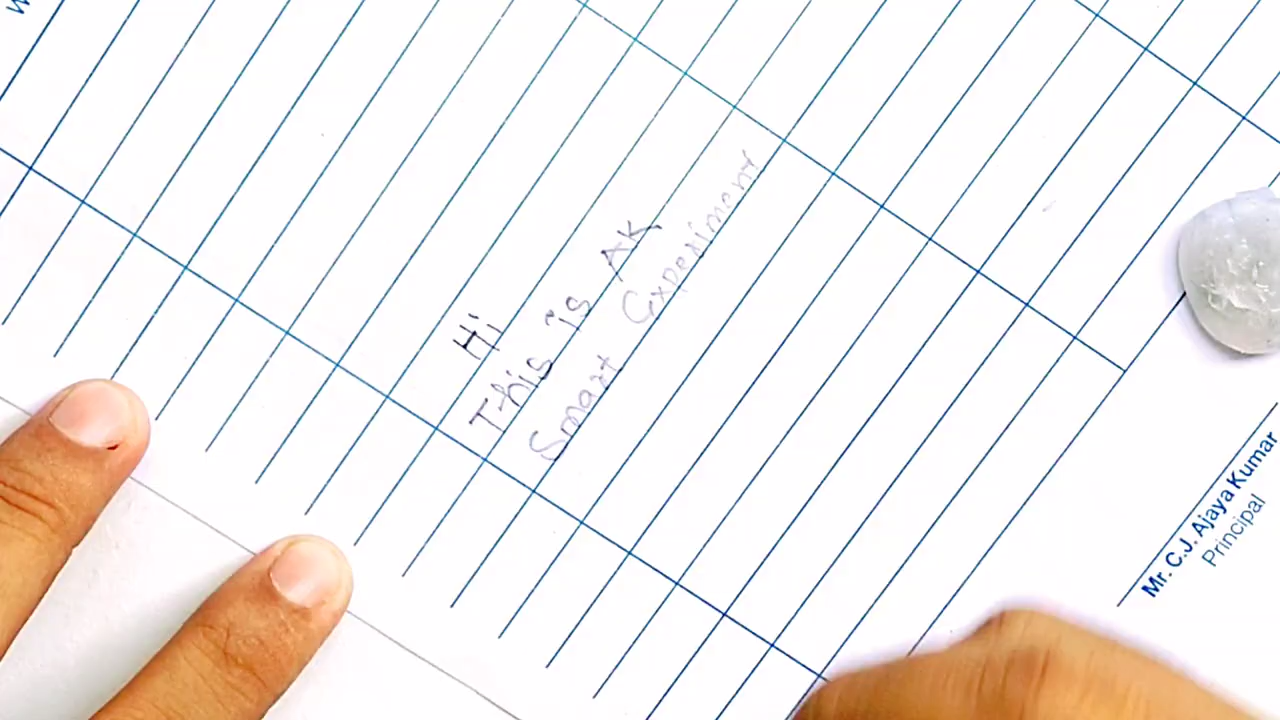 Hi
This is AK
Smart Experiment
Mr. C.J. Ajaya Kumar
Principal